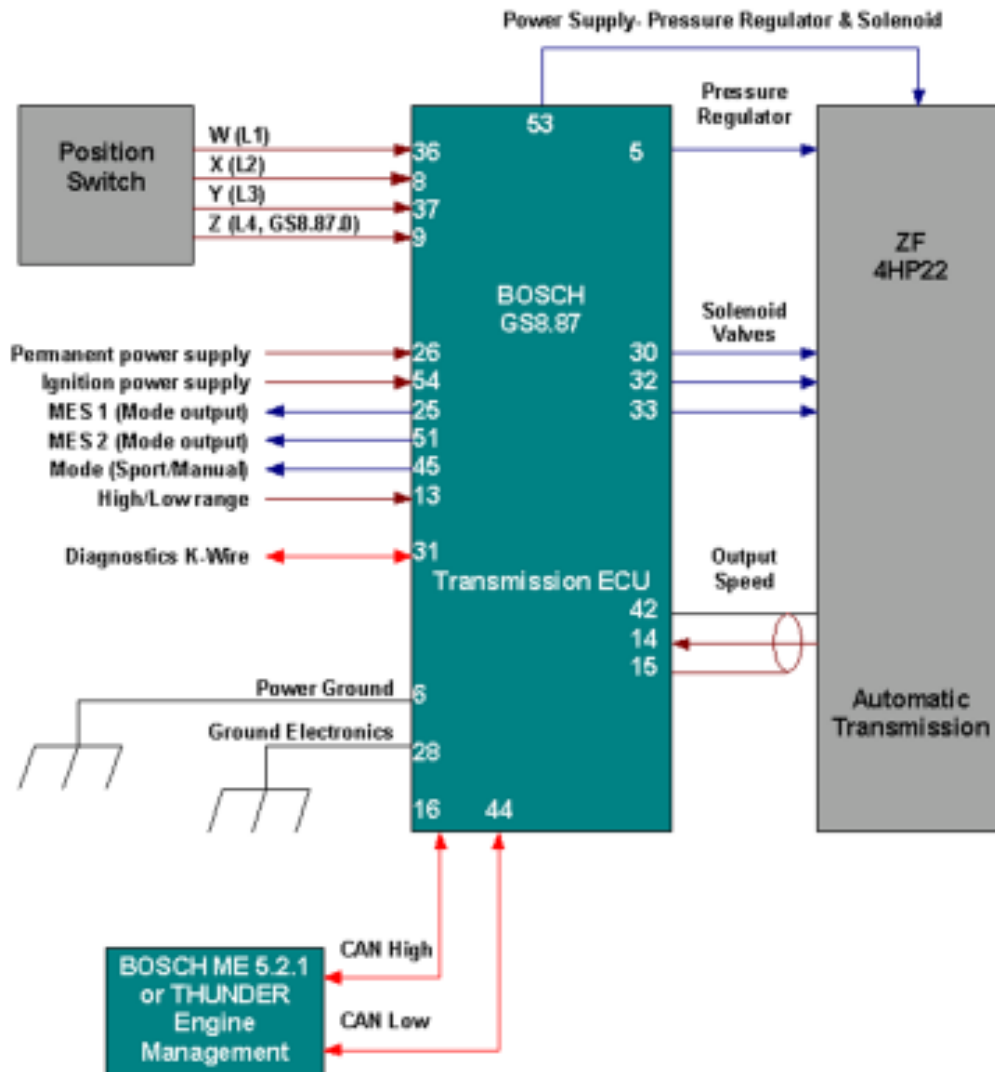 Power Supply- Pressure Regulator & Solenoid
Position
Switch
W (L1)
X (L2)
Y (L3)
Z (L4, GS8.87.0)
36
8
37
9
53
5
Pressure
Regulator
BOSCH
GS8.87
ZF
4HP22
Solenoid
Valves
30
32
33
Permanent power supply
26
Ignition power supply
54
MES 1 (Mode output)
25
MES 2 (Mode output)
51
Mode (Sport/Manual)
45
High/Low range
13
Diagnostics K-Wire
31
Transmission ECU
Output
Speed
42
14
15
Automatic
Transmission
Power Ground
6
Ground Electronics
28
16
44
CAN High
CAN Low
BOSCH ME 5.2.1
or THUNDER
Engine
Management